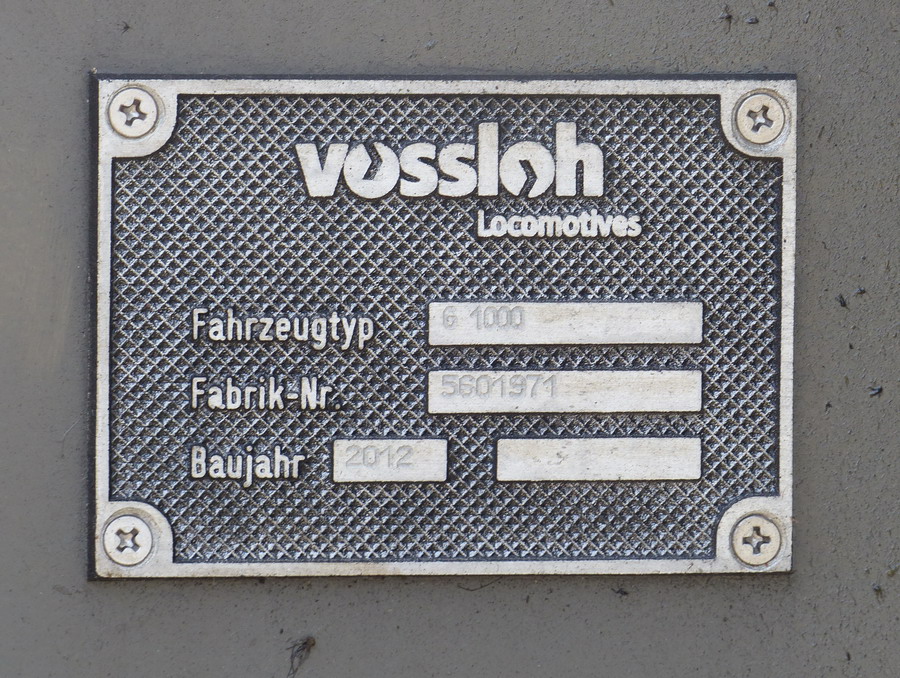 vossloh
Locomotives
Fahrzeugtyp G 1000
Fabrik-Nr. 5601971
Baujahr 2012